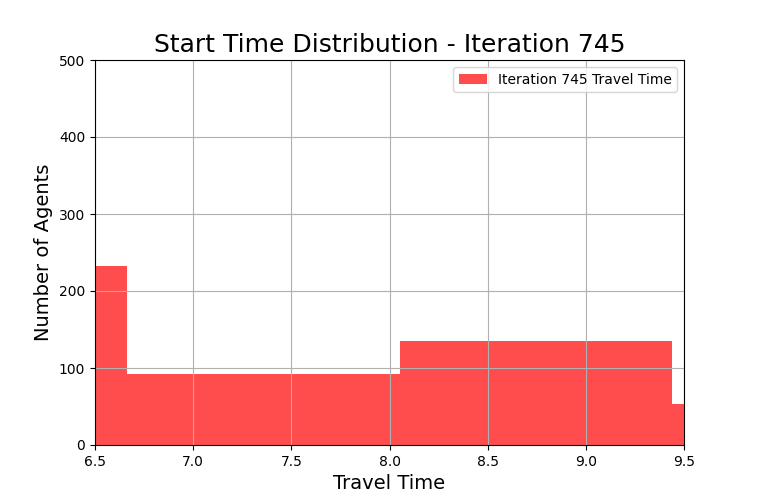 Start Time Distribution - Iteration 745
Iteration 745 Travel Time
Number of Agents
500
400
300
200
100
0
6.5 7.0 7.5 8.0 8.5 9.0 9.5
Travel Time